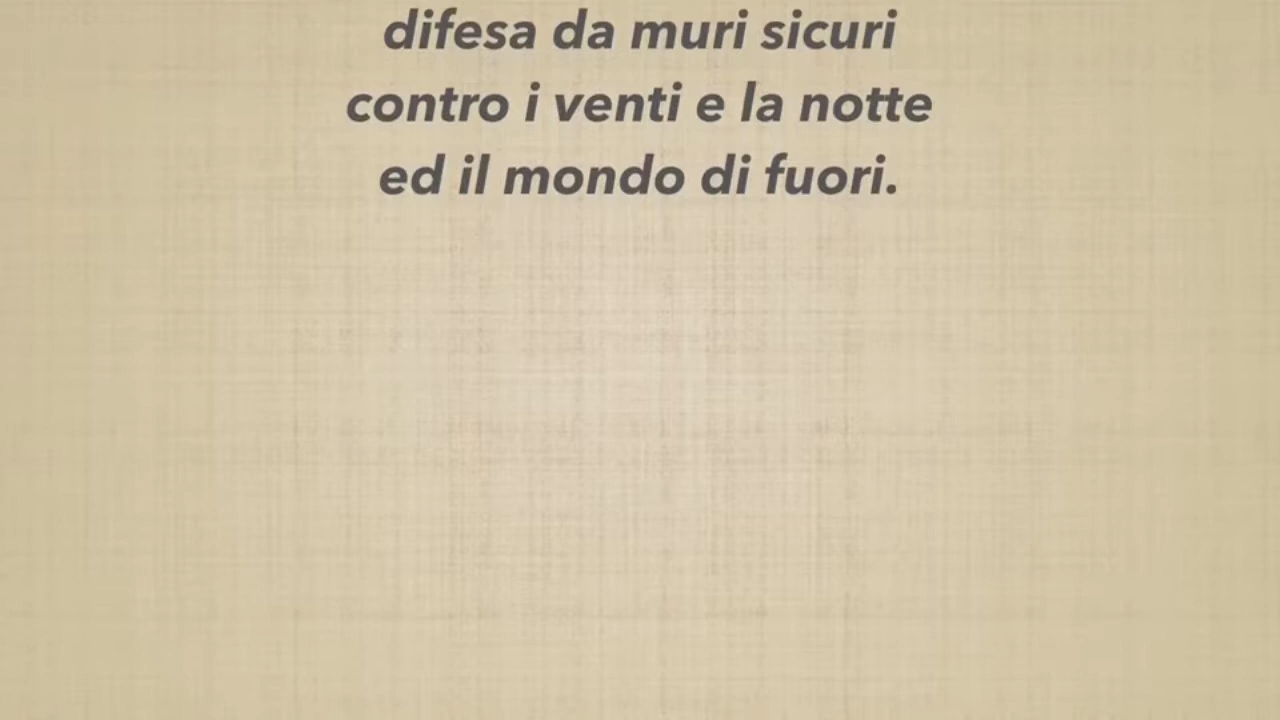 difesa da muri sicuri
contro i venti e la notte
ed il mondo di fuori.